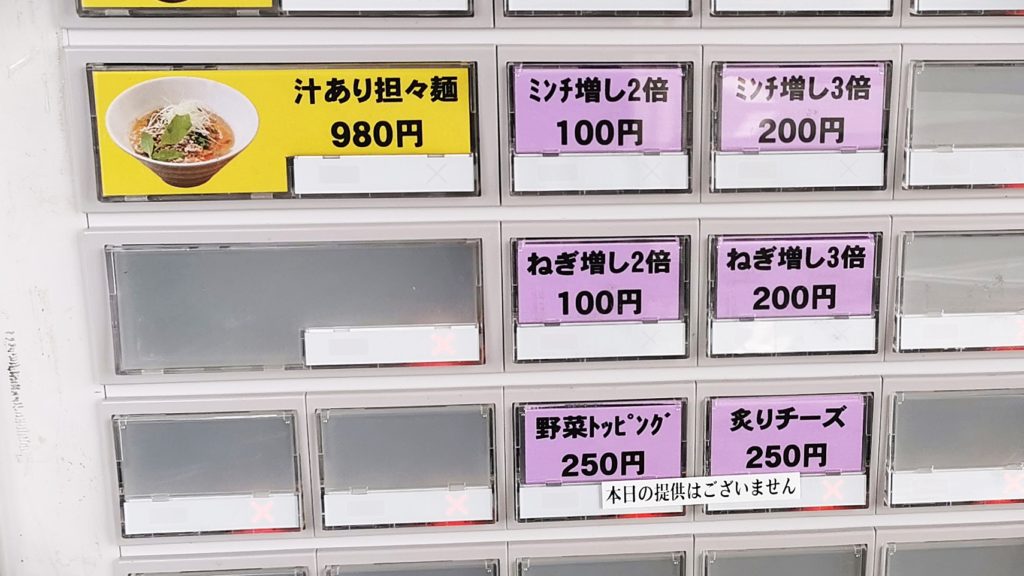 汁あり担々麺
980円
ﾐﾝﾁ増し2倍
100円
ﾐﾝﾁ増し3倍
200円
ねぎ増し2倍
100円
ねぎ増し3倍
200円
野菜ﾄｯﾋﾟﾝｸﾞ
250円
炙りチーズ
250円
本日の提供はございません